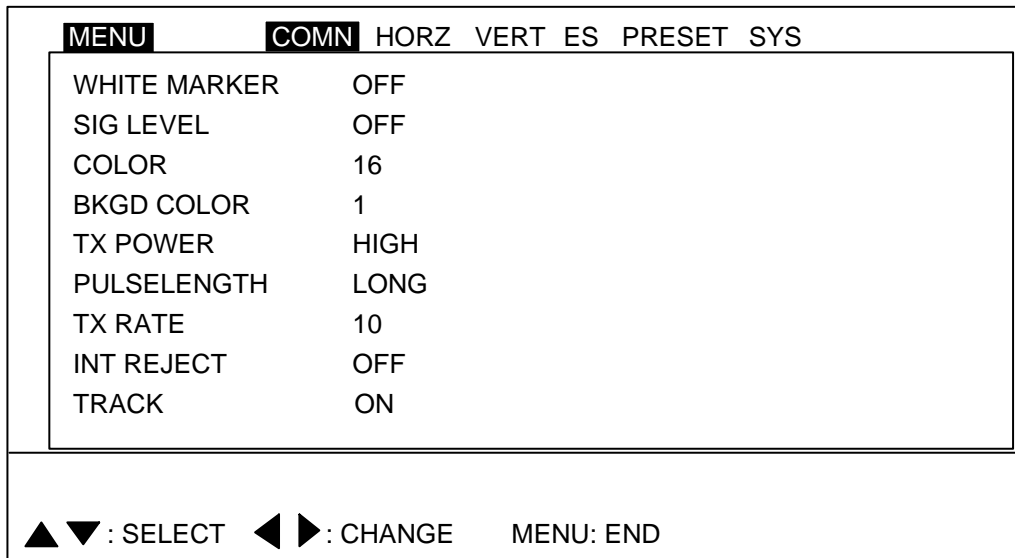 MENU COMN HORZ VERT ES PRESET SYS
WHITE MARKER OFF
SIG LEVEL OFF
COLOR 16
BKGD COLOR 1
TX POWER HIGH
PULSELENGTH LONG
TX RATE 10
INT REJECT OFF
TRACK ON
▲ ▼ : SELECT ◀ ▶ : CHANGE MENU: END